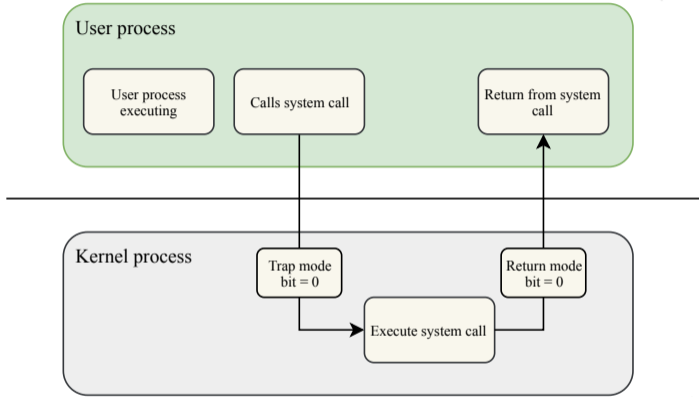 User process
User process
executing
Calls system call
Return from system
call
Kernel process
Trap mode
bit = 0
Return mode
bit = 0
Execute system call